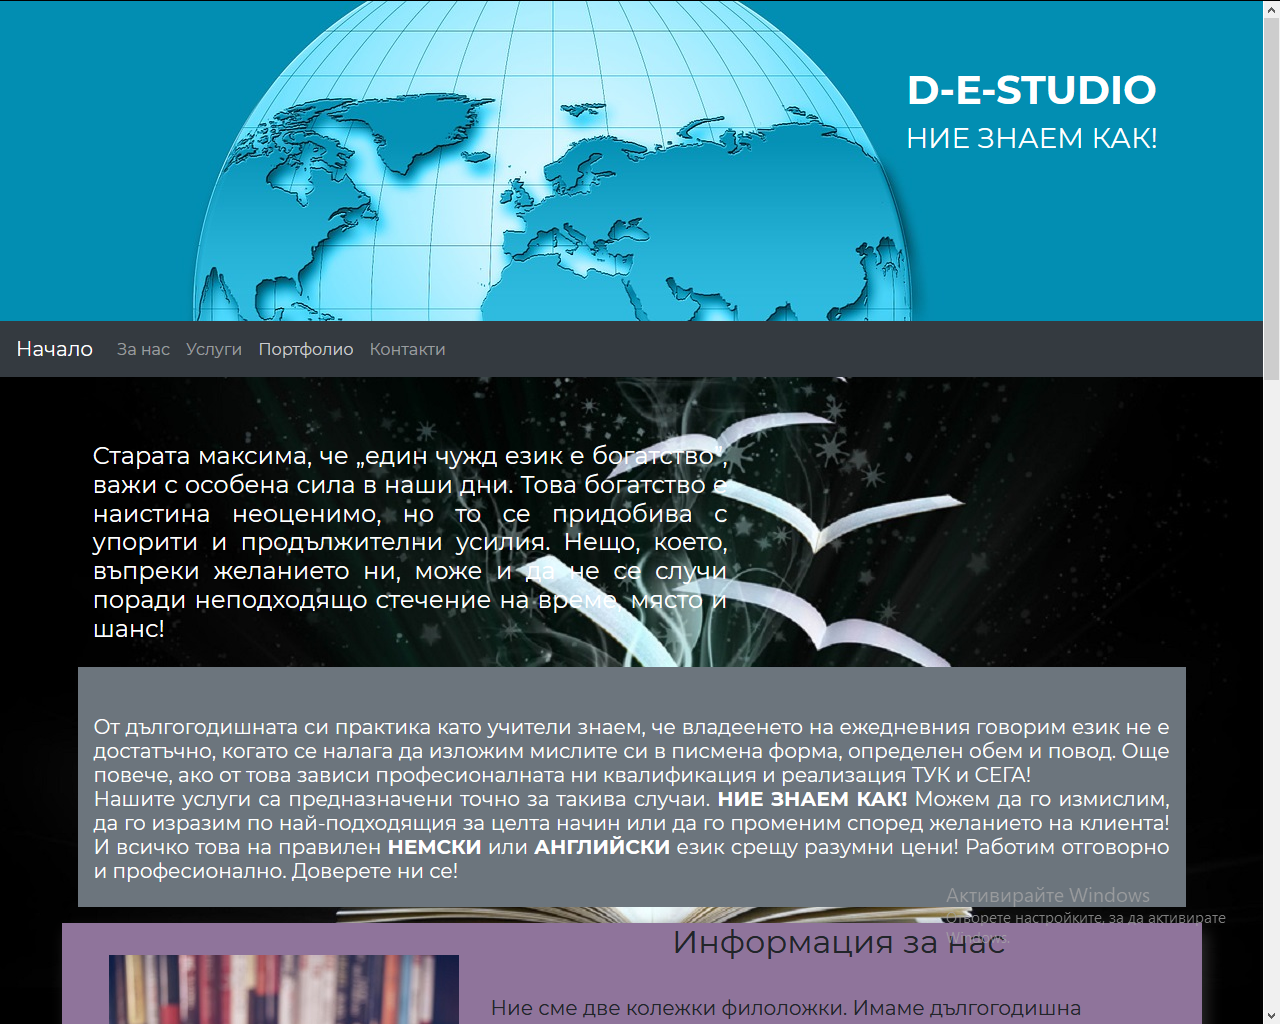 D-E-STUDIO
НИЕ ЗНАЕМ КАК!
Начало За нас Услуги Портфолио Контакти
Старата максима, че „един чужд език е богатство",
важи с особена сила в наши дни. Това богатство е
наистина неоценимо, но то се придобива с
упорити и продължителни усилия. Нещо, което,
въпреки желанието ни, може и да не се случи
поради неподходящо стечение на време, място и
шанс!
От дългогодишната си практика като учители знаем, че владеенето на ежедневния говорим език не е
достатъчно, когато се налага да изложим мислите си в писмена форма, определен обем и повод. Още
повече, ако от това зависи професионалната ни квалификация и реализация ТУК и СЕГА!
Нашите услуги са предназначени точно за такива случаи. НИЕ ЗНАЕМ КАК! Можем да го измислим,
да го изразим по най-подходящия за целта начин или да го променим според желанието на клиента!
И всичко това на правилен НЕМСКИ или АНГЛИЙСКИ език срещу разумни цени! Работим отговорно
и професионално. Доверете ни се!
Активирайте Windows
Отворете настройките, за да активирате
Windows.
Информация за нас
Ние сме две колежки филоложки. Имаме дългогодишна